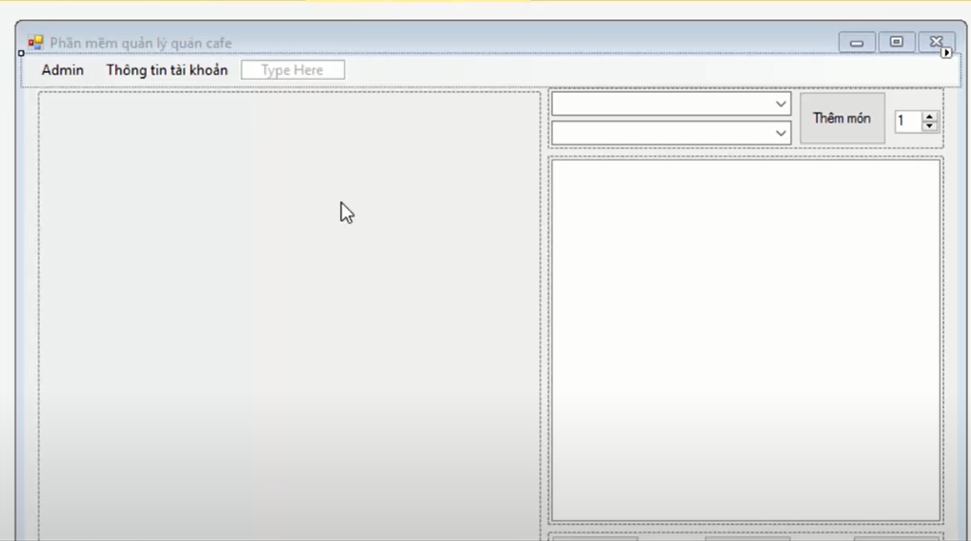 Phần mềm quản lý quán cafe
Admin Thông tin tài khoản Type Here
Thêm món 1